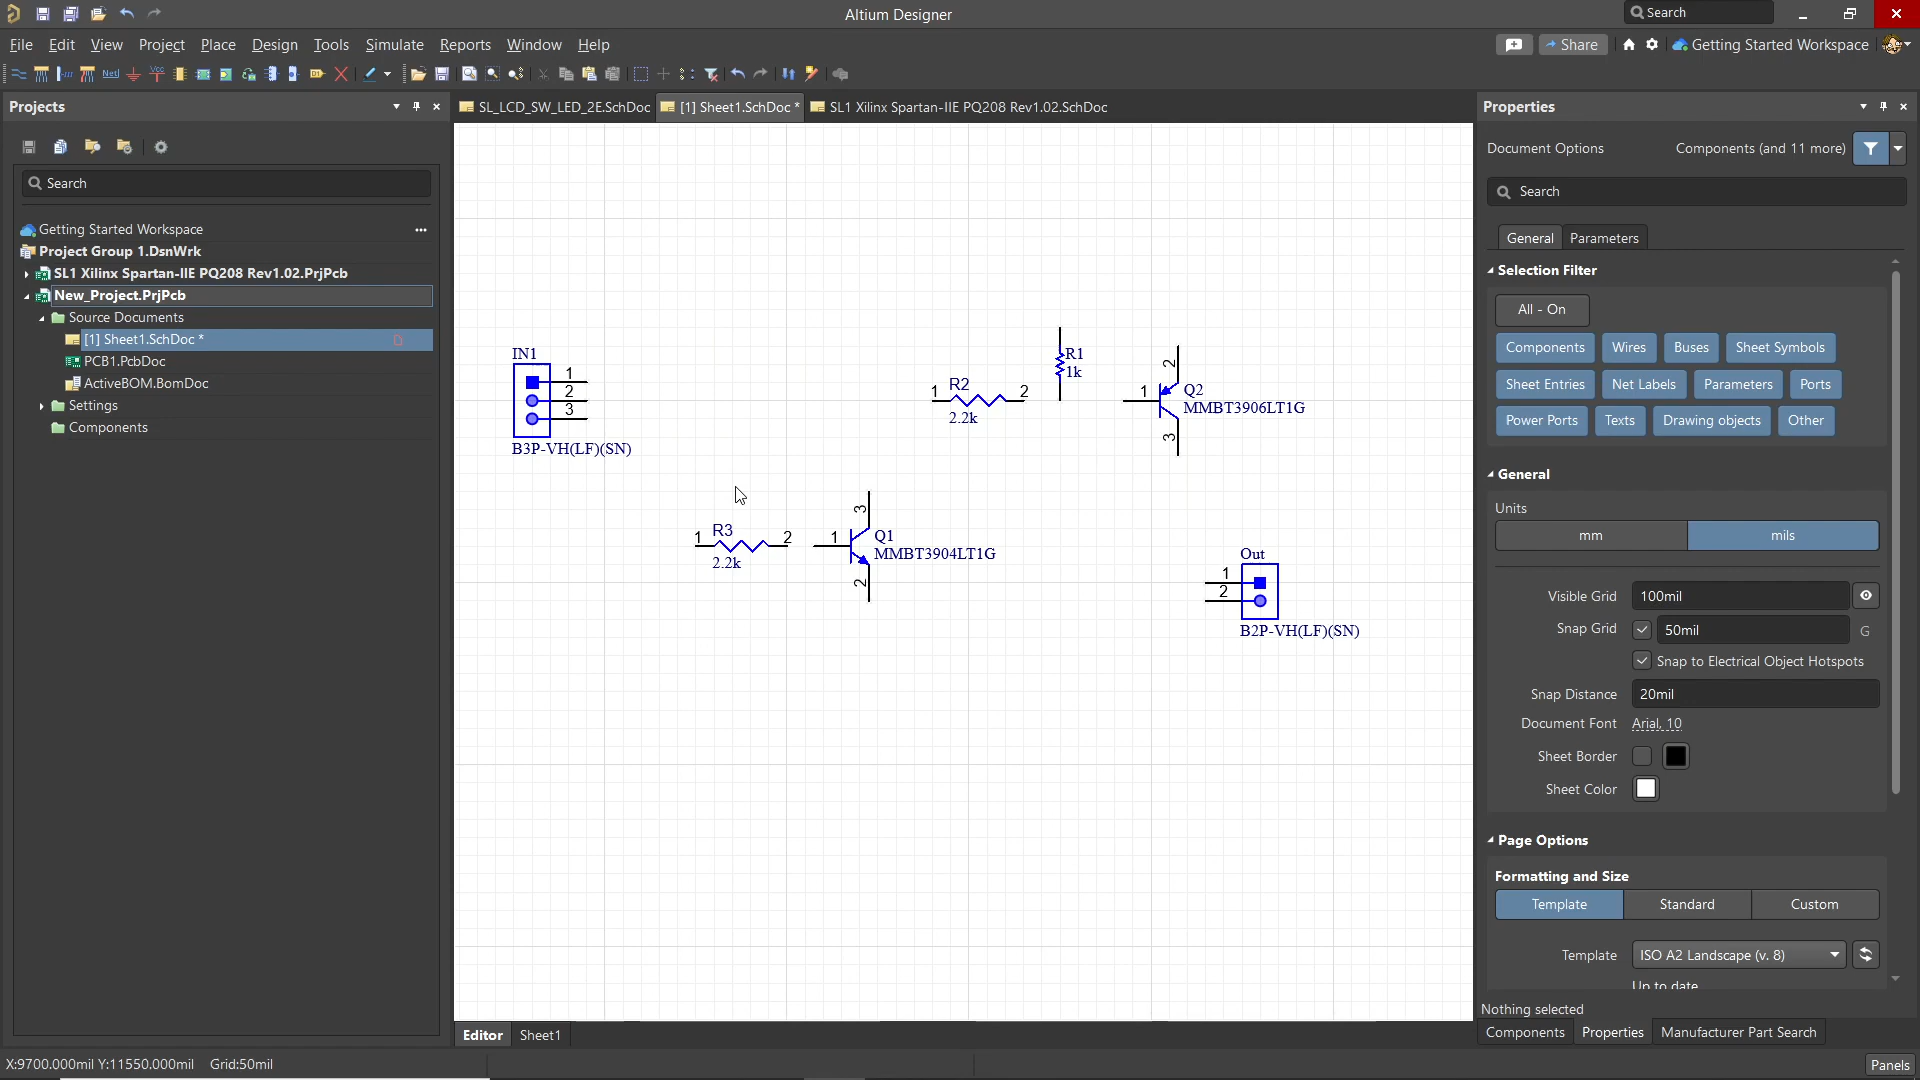 Altium Designer
Search
File Edit View Project Place Design Tools Simulate Reports Window Help
Share
Getting Started Workspace
Net
Vcc
Projects
SL_LCD_SW_LED_2E.SchDoc
[1] Sheet1.SchDoc *
SL1 Xilinx Spartan-IIE PQ208 Rev1.02.SchDoc
Properties
Search
Getting Started Workspace
Project Group 1.DsnWrk
SL1 Xilinx Spartan-IIE PQ208 Rev1.02.PrjPcb
New_Project.PrjPcb
Source Documents
[1] Sheet1.SchDoc *
PCB1.PcbDoc
ActiveBOM.BomDoc
Settings
Components
IN1
1
2
3
B3P-VH(LF)(SN)
R1
1k
1 R2 2
2.2k
2
1 Q2
MMBT3906LT1G
3
1 R3 2
2.2k
3
1 Q1
MMBT3904LT1G
2
Out
1
2
B2P-VH(LF)(SN)
Document Options
Components (and 11 more)
Search
General Parameters
Selection Filter
All - On
Components Wires Buses Sheet Symbols
Sheet Entries Net Labels Parameters Ports
Power Ports Texts Drawing objects Other
General
Units
mm mils
Visible Grid 100mil
Snap Grid 50mil G
Snap to Electrical Object Hotspots
Snap Distance 20mil
Document Font Arial, 10
Sheet Border
Sheet Color
Page Options
Formatting and Size
Template Standard Custom
Template ISO A2 Landscape (v. 8)
Up to date
Nothing selected
Editor Sheet1
Components Properties Manufacturer Part Search
X:9700.000mil Y:11550.000mil Grid:50mil
Panels